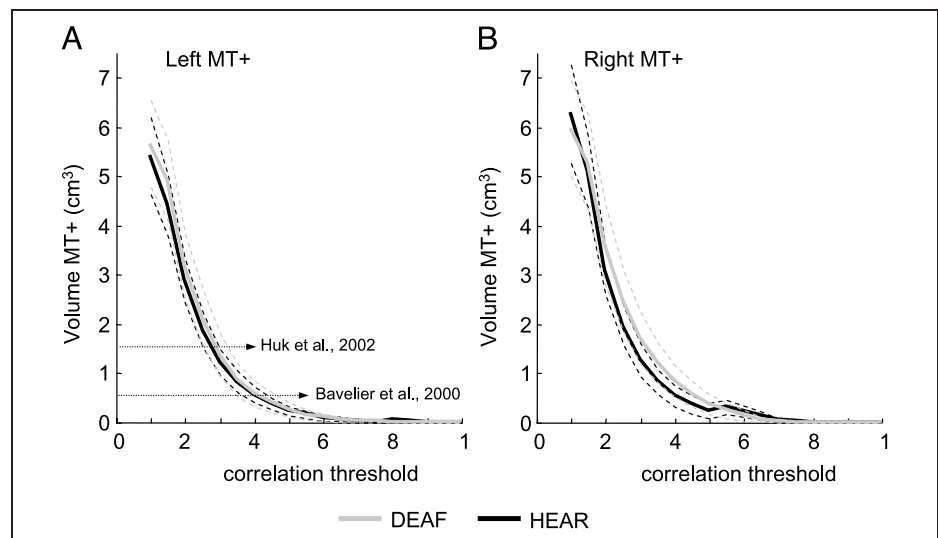 A
Left MT+
Volume MT+ (cm³)
7
6
5
4
3
2
1
0
Huk et al., 2002
Bavelier et al., 2000
0 2 4 6 8 1
correlation threshold
B
Right MT+
Volume MT+ (cm³)
7
6
5
4
3
2
1
0
0 2 4 6 8 1
correlation threshold
DEAF HEAR